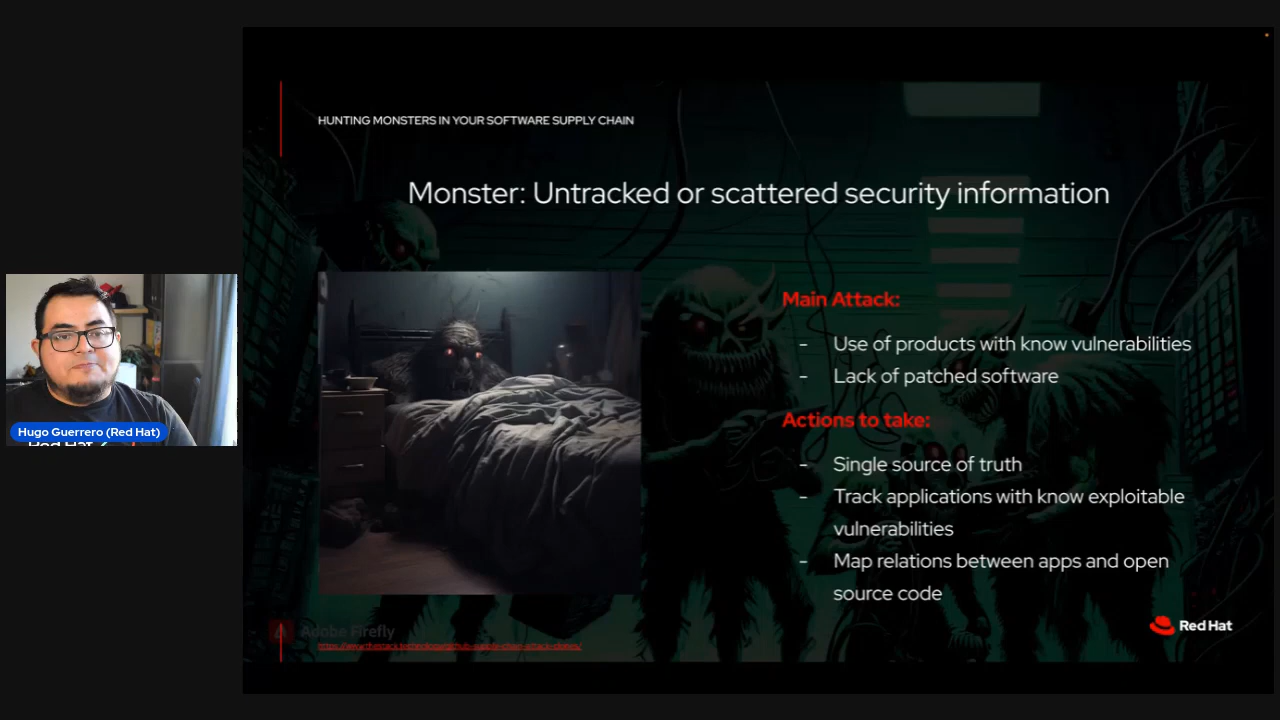 HUNTING MONSTERS IN YOUR SOFTWARE SUPPLY CHAIN
Monster: Untracked or scattered security information
Main Attack:
- Use of products with know vulnerabilities
- Lack of patched software
Actions to take:
- Single source of truth
- Track applications with know exploitable
vulnerabilities
- Map relations between apps and open
source code
Hugo Guerrero (Red Hat)
Red Hat
Adobe Firefly
Red Hat